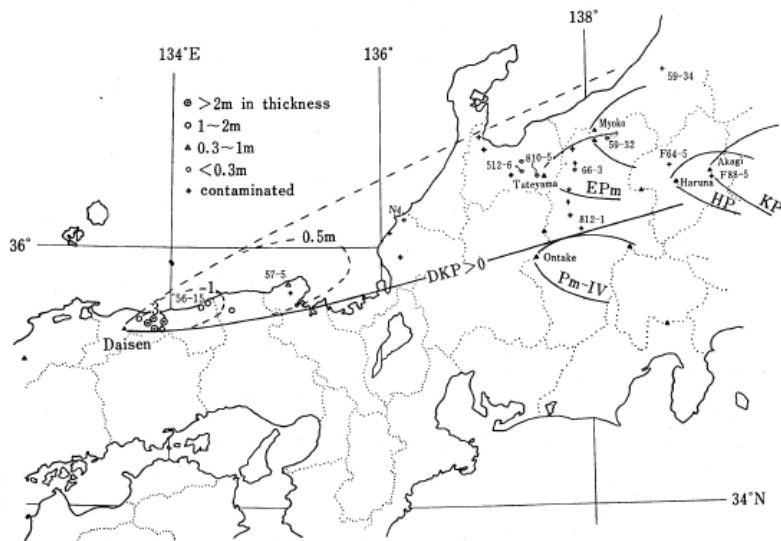 134°E
136°
138°
>2m in thickness
1~2m
0.3~1m
<0.3m
contaminated
59-34
Myoko
59-32
512-6
810-5
Tateyama
66-3
F64-5
Akagi
F88-5
Haruna
EPm
HP
KP
N4
812-1
36°
0.5m
DKP>0
Ontake
57-5
Pm-IV
56-15
1
Daisen
34°N